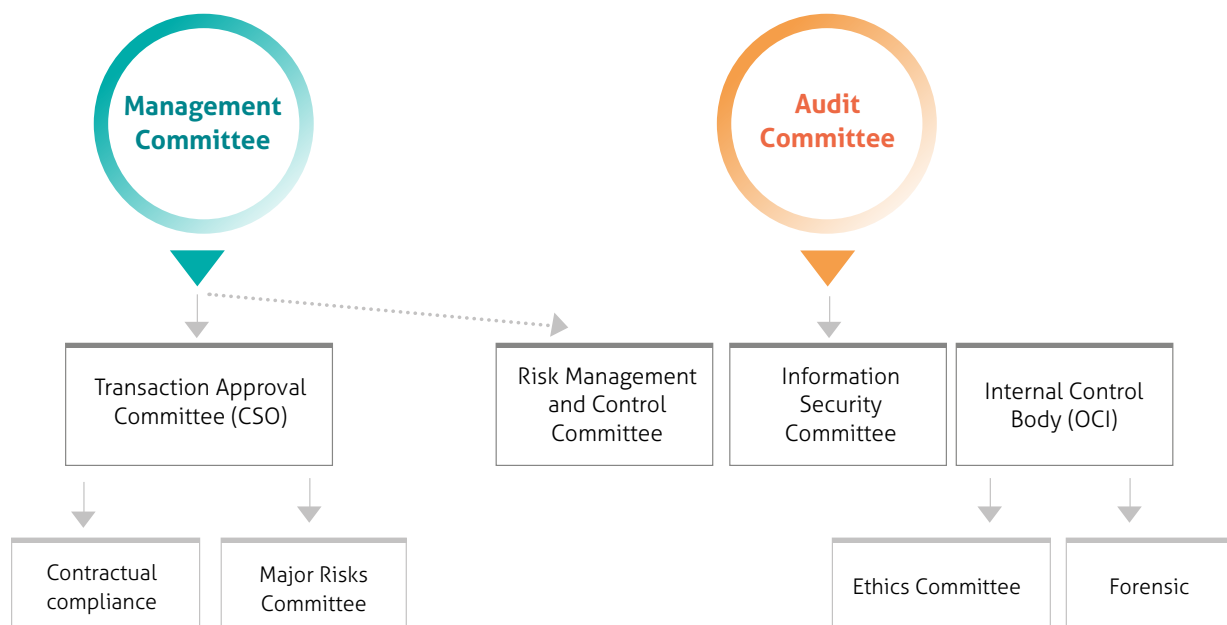 Management
Committee
Audit
Committee
Transaction Approval
Committee (CSO)
Risk Management
and Control
Committee
Information
Security
Committee
Internal Control
Body (OCI)
Contractual
compliance
Major Risks
Committee
Ethics Committee
Forensic